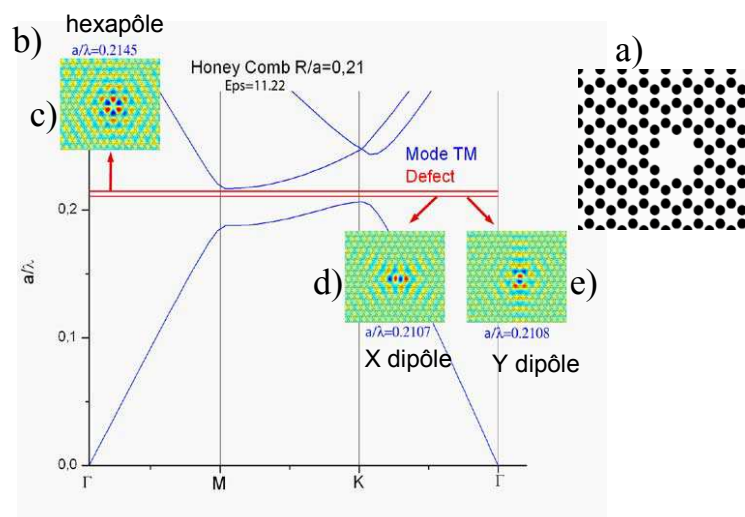 hexapôle
b)
a/λ=0.2145
a)
Honey Comb R/a=0,21
Eps=11.22
c)
Mode TM
Defect
0,2
a/λ
d)
e)
a/λ=0.2107
a/λ=0.2108
0,1
X dipôle
Y dipôle
0,0
Γ
M
K
Γ